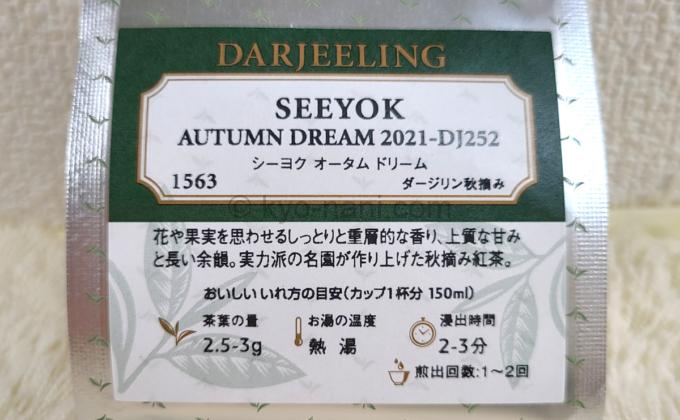 DARJEELING
SEEYOK
AUTUMN DREAM 2021-DJ252
シーヨク オータム ドリーム
1563 ダージリン秋摘み
© kyo-nani.com
花や果実を思わせるしっとりと重層的な香り、上質な甘み
と長い余韻。実力派の名園が作り上げた秋摘み紅茶。
おいしい いれ方の目安(カップ1杯分 150ml)
茶葉の量 お湯の温度 浸出時間
2.5-3g 熱 湯 2-3分
煎出回数:1~2回